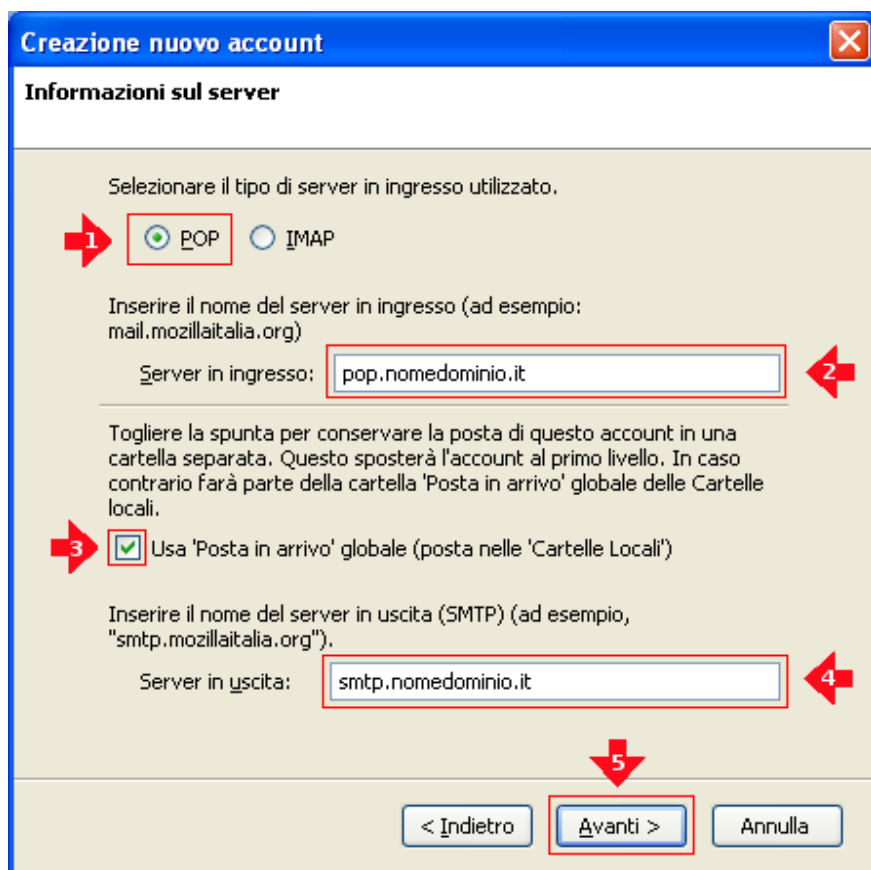 Creazione nuovo account
Informazioni sul server
Selezionare il tipo di server in ingresso utilizzato.
1 POP IMAP
Inserire il nome del server in ingresso (ad esempio:
mail.mozillaitalia.org)
Server in ingresso: pop.nomedominio.it 2
Togliere la spunta per conservare la posta di questo account in una
cartella separata. Questo sposterà l'account al primo livello. In caso
contrario farà parte della cartella 'Posta in arrivo' globale delle Cartelle
locali.
3 Usa 'Posta in arrivo' globale (posta nelle 'Cartelle Locali')
Inserire il nome del server in uscita (SMTP) (ad esempio,
"smtp.mozillaitalia.org").
Server in uscita: smtp.nomedominio.it 4
5
< Indietro Avanti > Annulla